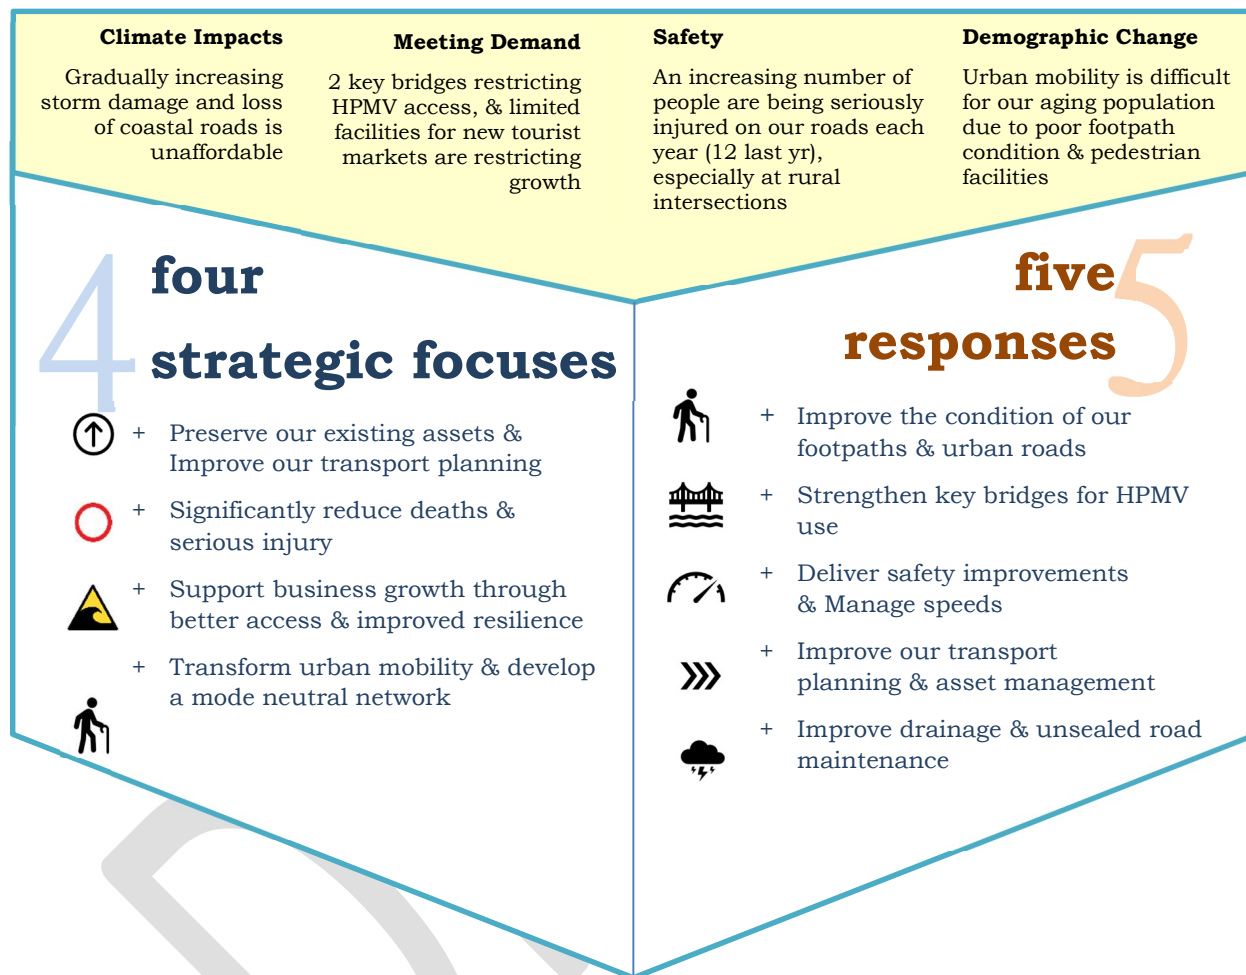 Climate Impacts
Gradually increasing
storm damage and loss
of coastal roads is
unaffordable
Meeting Demand
2 key bridges restricting
HPMV access, & limited
facilities for new tourist
markets are restricting
growth
Safety
An increasing number of
people are being seriously
injured on our roads each
year (12 last yr),
especially at rural
intersections
Demographic Change
Urban mobility is difficult
for our aging population
due to poor footpath
condition & pedestrian
facilities
4
four
strategic focuses
+ Preserve our existing assets &
Improve our transport planning
+ Significantly reduce deaths &
serious injury
+ Support business growth through
better access & improved resilience
+ Transform urban mobility & develop
a mode neutral network
five
responses
5
+ Improve the condition of our
footpaths & urban roads
+ Strengthen key bridges for HPMV
use
+ Deliver safety improvements
& Manage speeds
+ Improve our transport
planning & asset management
+ Improve drainage & unsealed road
maintenance